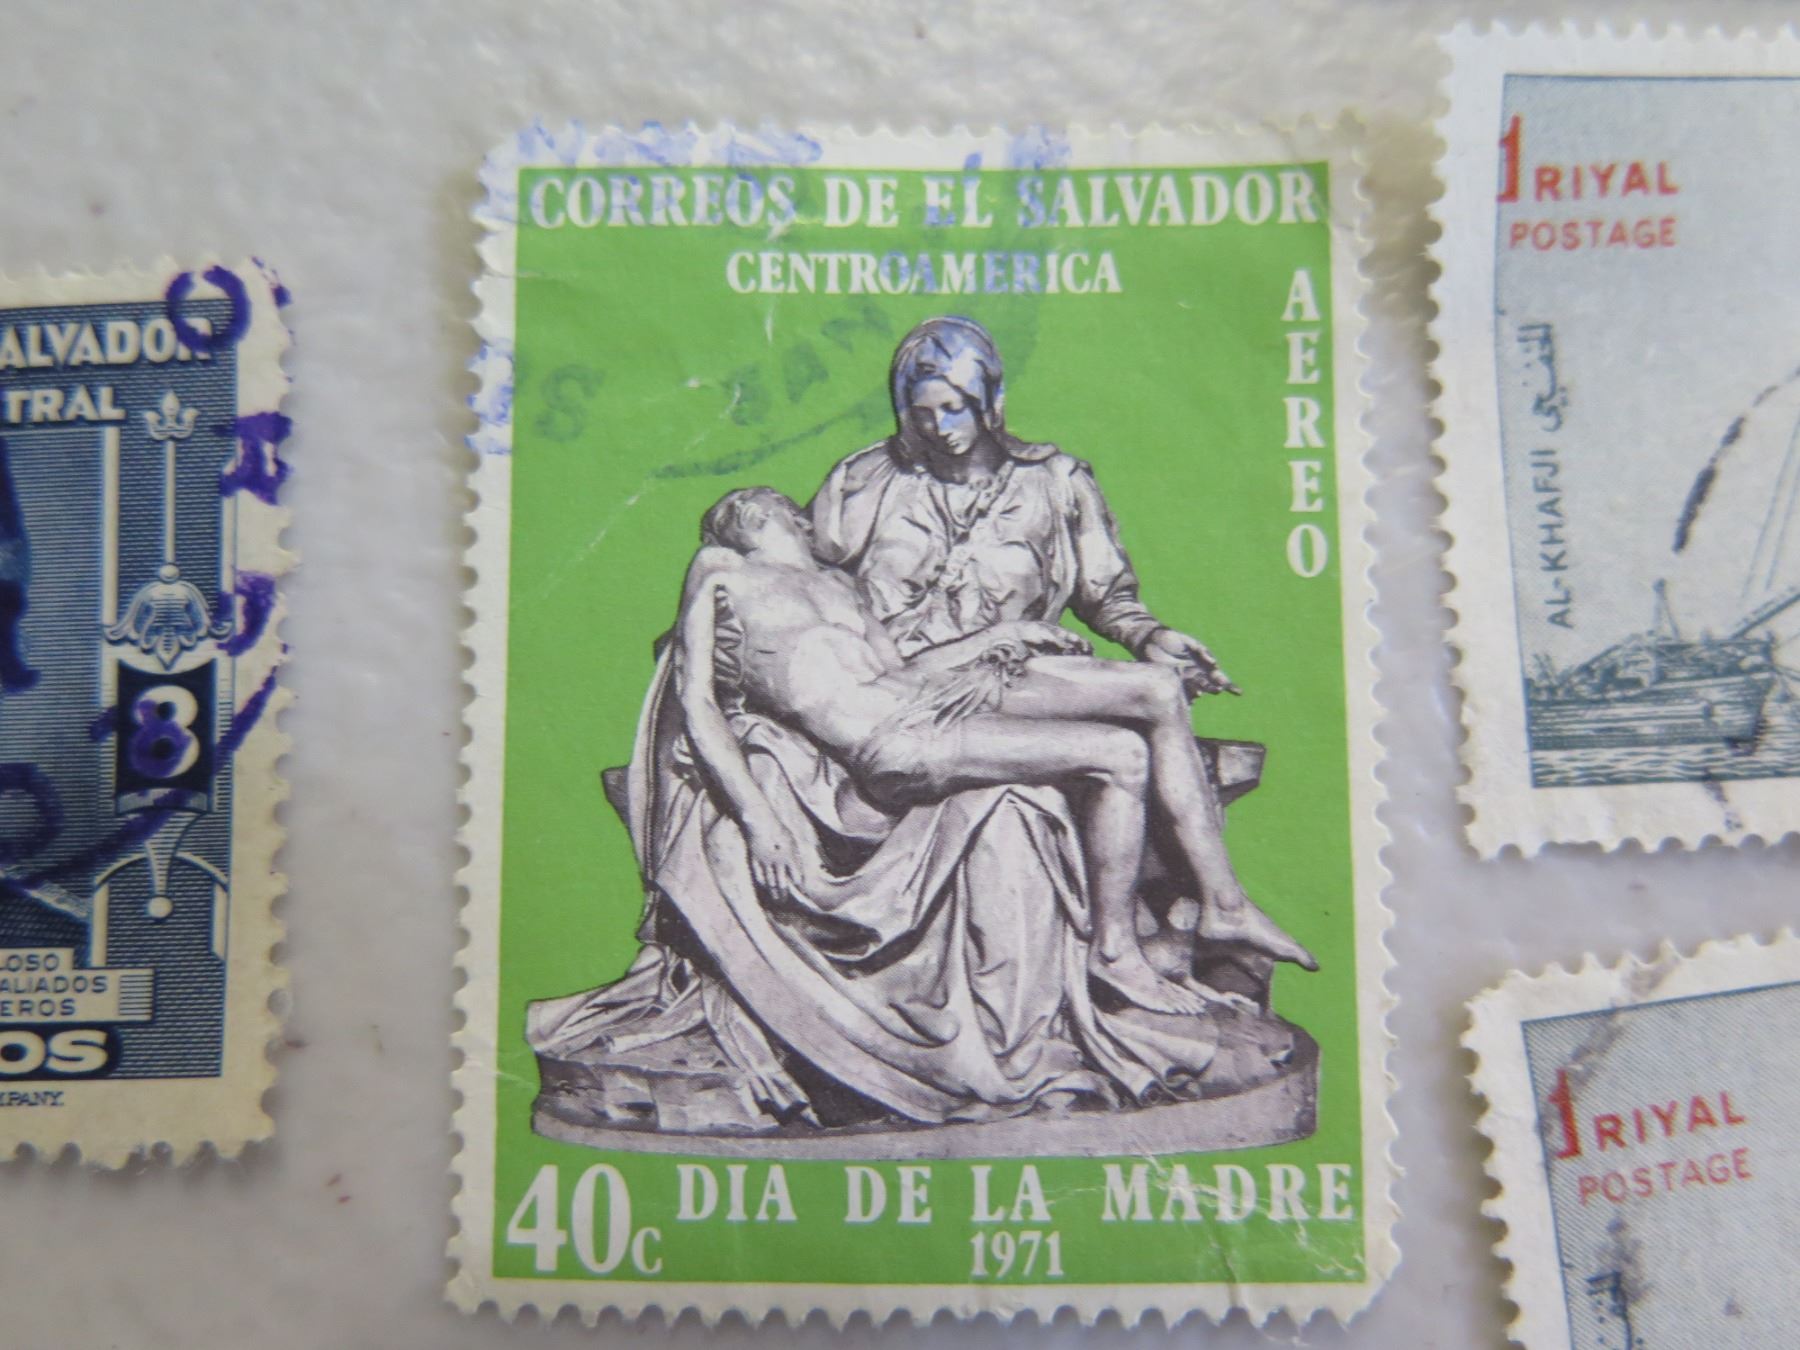 CORREOS DE EL SALVADOR
CENTROAMERICA
AEREO
40c DIA DE LA MADRE
1971
SALVADOR
TRAL
8
LOSO
ALIADOS
EROS
OS
MPANY.
1 RIYAL
POSTAGE
الخفجي
AL-KHAFJI
1 RIYAL
POSTAGE